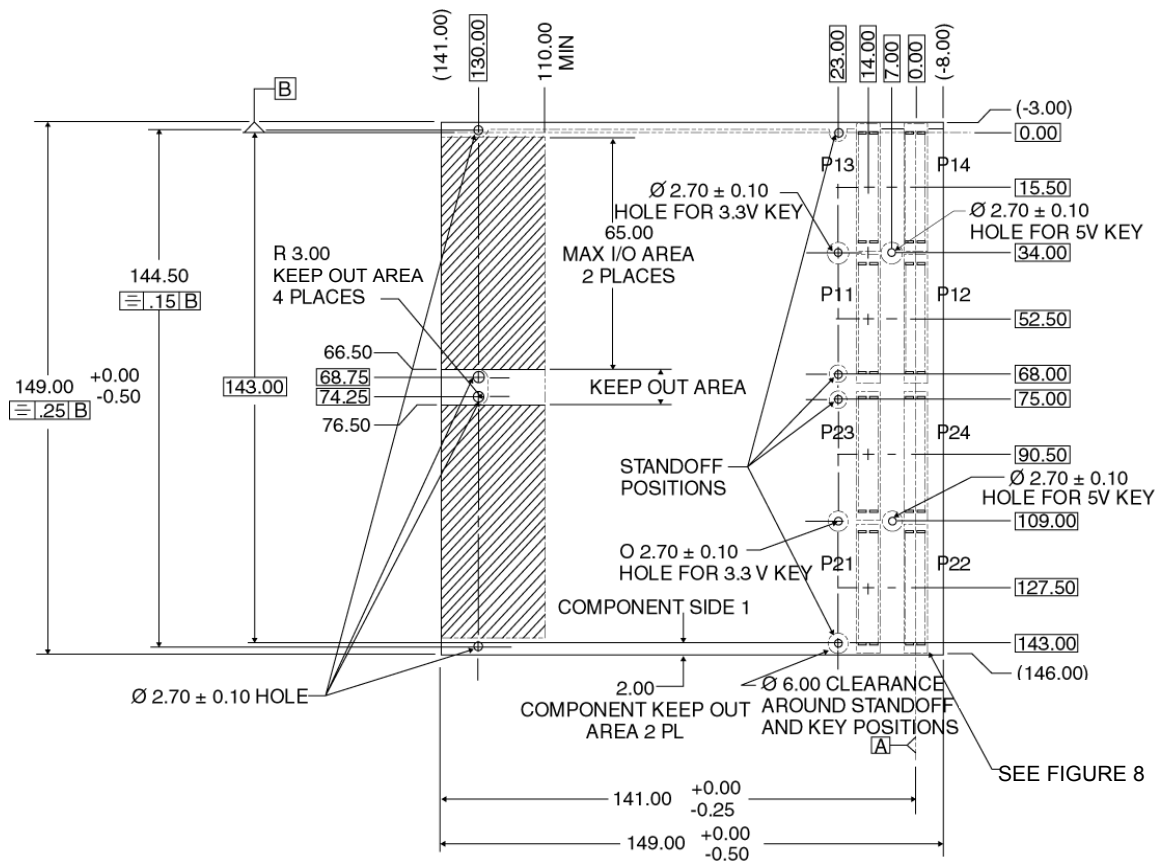 (141.00)
130.00
110.00
MIN
23.00
14.00
7.00
0.00
(-8.00)
B
(-3.00)
0.00
P13
P14
15.50
Ø 2.70 ± 0.10
HOLE FOR 3.3V KEY
Ø 2.70 ± 0.10
HOLE FOR 5V KEY
65.00
MAX I/O AREA
2 PLACES
34.00
R 3.00
KEEP OUT AREA
4 PLACES
144.50
.15 B
P11
P12
52.50
66.50
68.75
74.25
76.50
149.00 +0.00
-0.50
.25 B
143.00
KEEP OUT AREA
68.00
75.00
P23
P24
90.50
STANDOFF
POSITIONS
Ø 2.70 ± 0.10
HOLE FOR 5V KEY
109.00
O 2.70 ± 0.10
HOLE FOR 3.3 V KEY
P21
P22
127.50
COMPONENT SIDE 1
143.00
(146.00)
Ø 2.70 ± 0.10 HOLE
2.00
COMPONENT KEEP OUT
AREA 2 PL
Ø 6.00 CLEARANCE
AROUND STANDOFF
AND KEY POSITIONS
A
SEE FIGURE 8
141.00 +0.00
-0.25
149.00 +0.00
-0.50